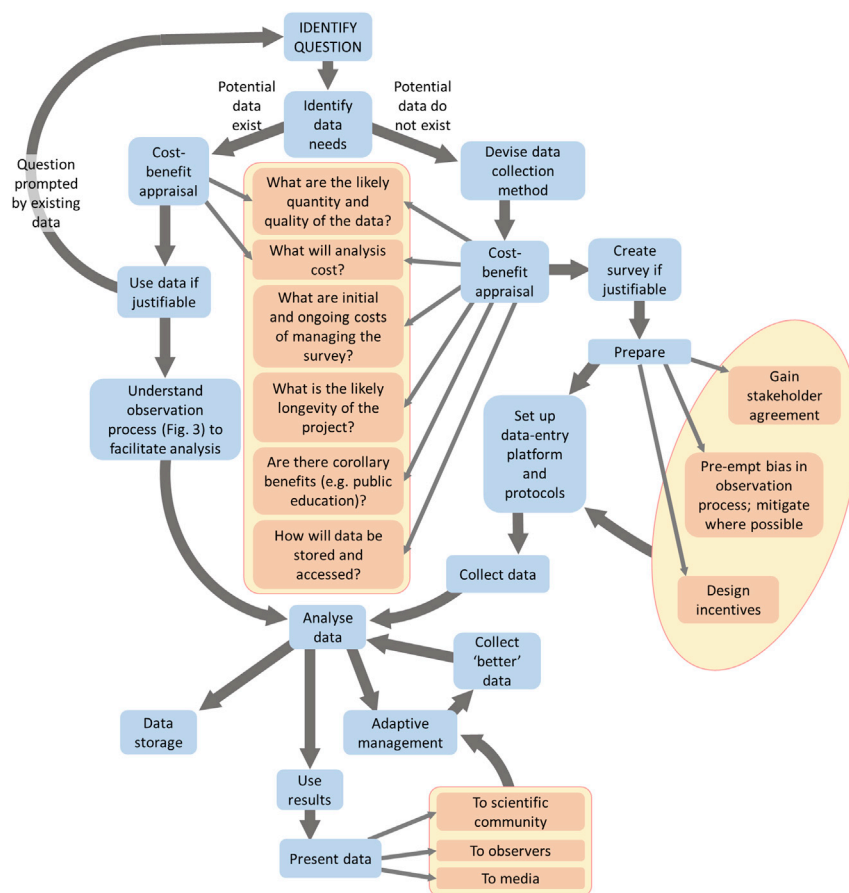 IDENTIFY
QUESTION
Potential
data
exist
Potential
data do
not exist
Identify
data
needs
Cost-
benefit
appraisal
Devise data
collection
method
Question
prompted
by existing
data
What are the likely
quantity and
quality of the data?
What will analysis
cost?
What are initial
and ongoing costs
of managing the
survey?
What is the likely
longevity of the
project?
Are there corollary
benefits (e.g. public
education)?
How will data be
stored and
accessed?
Cost-
benefit
appraisal
Create
survey if
justifiable
Use data if
justifiable
Prepare
Gain
stakeholder
agreement
Pre-empt bias in
observation
process; mitigate
where possible
Design
incentives
Understand
observation
process (Fig. 3) to
facilitate analysis
Set up
data-entry
platform
and
protocols
Collect data
Analyse
data
Collect
‘better’
data
Data
storage
Adaptive
management
Use
results
Present data
To scientific
community
To observers
To media